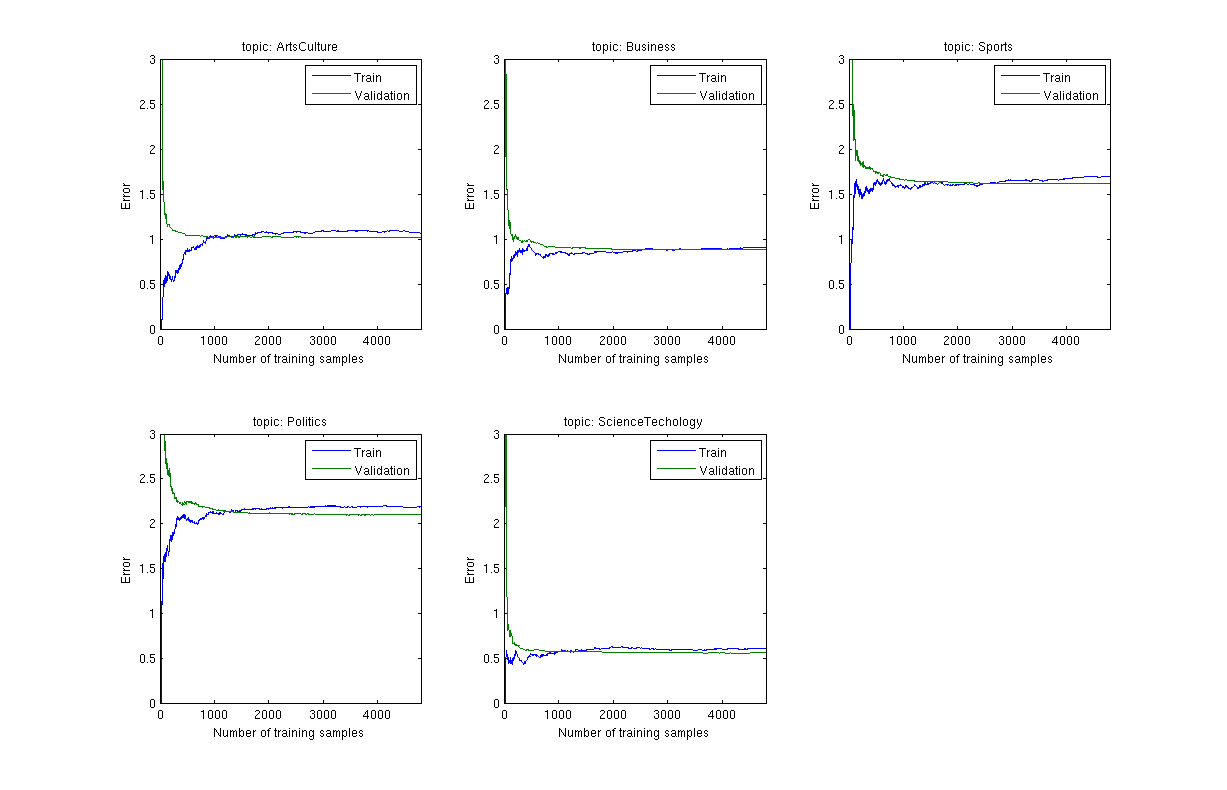 topic: ArtsCulture
3
2.5
2
1.5
1
0.5
0
Error
Train
Validation
0 1000 2000 3000 4000
Number of training samples
topic: Business
3
2.5
2
1.5
1
0.5
0
Error
Train
Validation
0 1000 2000 3000 4000
Number of training samples
topic: Sports
3
2.5
2
1.5
1
0.5
0
Error
Train
Validation
0 1000 2000 3000 4000
Number of training samples
topic: Politics
3
2.5
2
1.5
1
0.5
0
Error
Train
Validation
0 1000 2000 3000 4000
Number of training samples
topic: ScienceTechology
3
2.5
2
1.5
1
0.5
0
Error
Train
Validation
0 1000 2000 3000 4000
Number of training samples